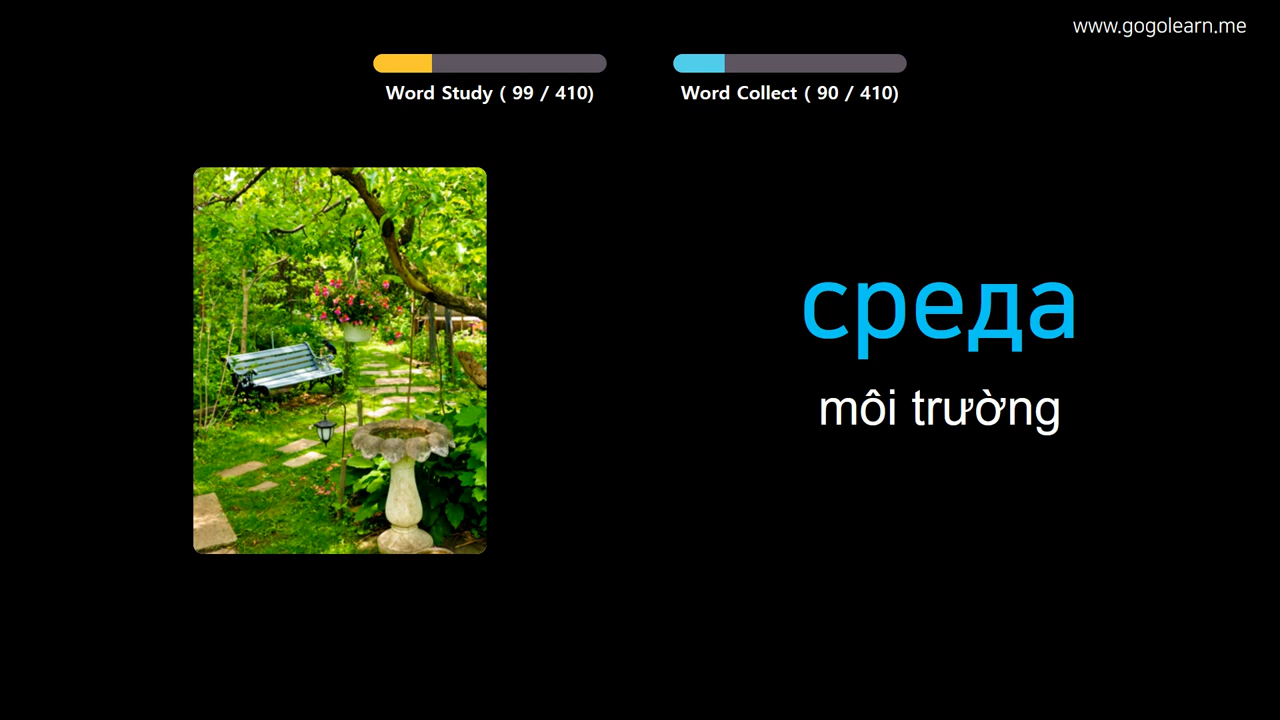 www.gogolearn.me
Word Study ( 99 / 410)
Word Collect ( 90 / 410)
среда
môi trường